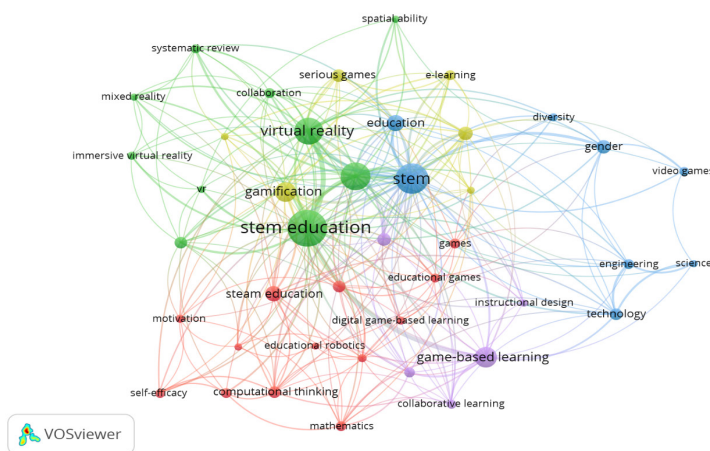 spatial ability
systematic review
serious games
e-learning
mixed reality
collaboration
virtual reality
education
diversity
gender
immersive virtual reality
video games
stem
vr
gamification
stem education
games
engineering
science
educational games
steam education
instructional design
motivation
digital game-based learning
technology
educational robotics
game-based learning
self-efficacy
computational thinking
collaborative learning
mathematics
VOSviewer